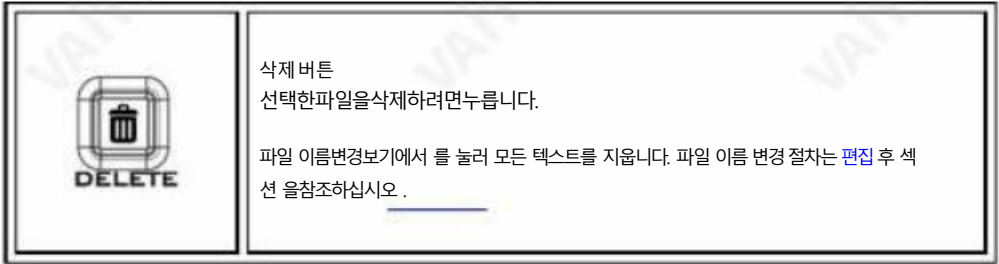 삭제 버튼
선택한파일을삭제하려면누릅니다.
파일 이름변경보기에서 를 눌러 모든 텍스트를 지웁니다. 파일 이름 변경 절차는 편집 후 섹
션 을참조하십시오 .
DELETE